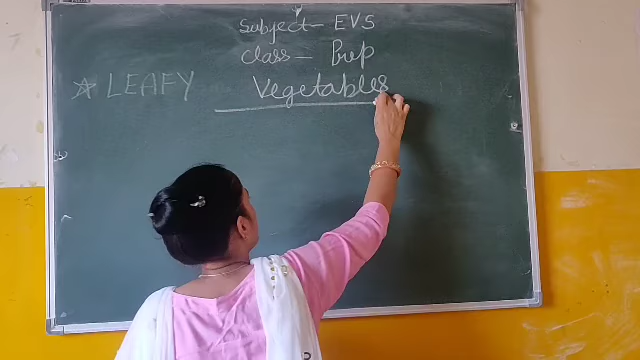 Subject - EVS
Class - Prep
☆ LEAFY Vegetables